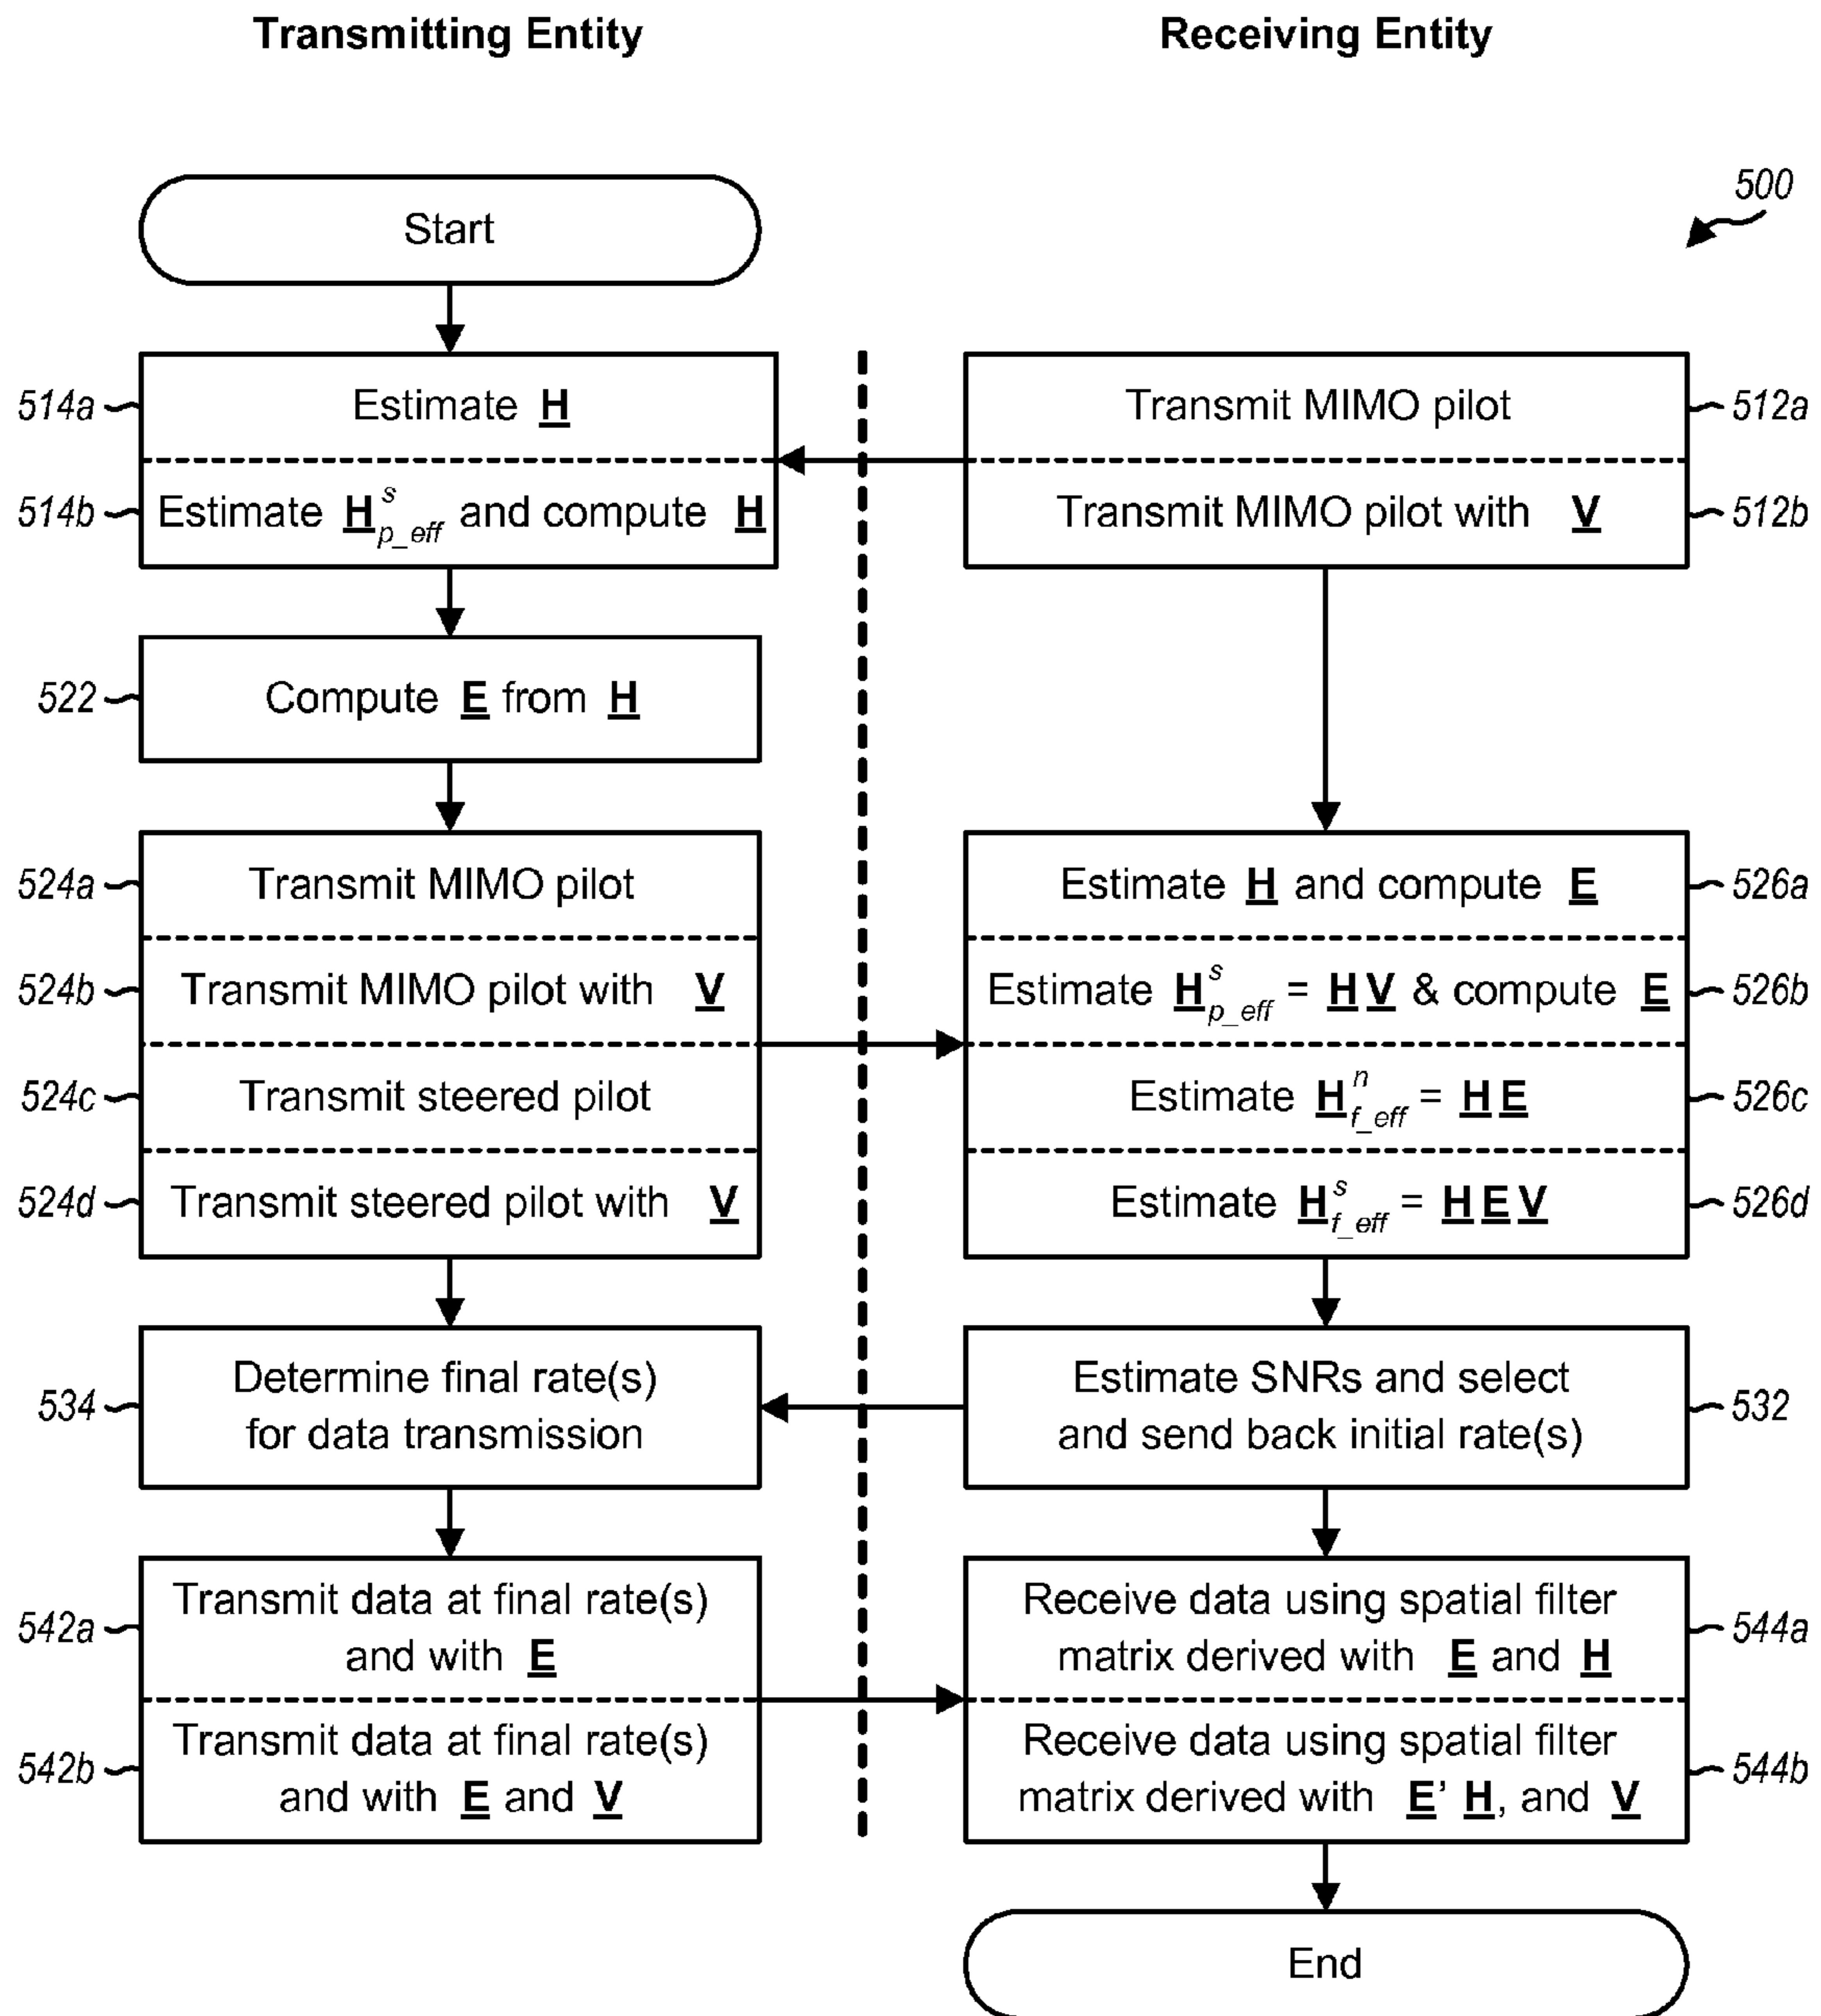 Transmitting Entity
Receiving Entity
500
Start
514a
Estimate H
Transmit MIMO pilot
512a
514b
Estimate H^s_p_eff and compute H
Transmit MIMO pilot with V
512b
522
Compute E from H
524a
Transmit MIMO pilot
Estimate H and compute E
526a
524b
Transmit MIMO pilot with V
Estimate H^s_p_eff = H V & compute E
526b
524c
Transmit steered pilot
Estimate H^n_f_eff = H E
526c
524d
Transmit steered pilot with V
Estimate H^s_f_eff = H E V
526d
534
Determine final rate(s)
for data transmission
Estimate SNRs and select
and send back initial rate(s)
532
542a
Transmit data at final rate(s)
and with E
Receive data using spatial filter
matrix derived with E and H
544a
542b
Transmit data at final rate(s)
and with E and V
Receive data using spatial filter
matrix derived with E' H, and V
544b
End